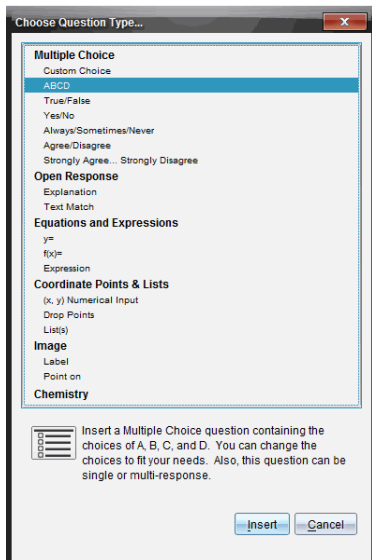 Choose Question Type...
Multiple Choice
Custom Choice
ABCD
True/False
Yes/No
Always/Sometimes/Never
Agree/Disagree
Strongly Agree... Strongly Disagree
Open Response
Explanation
Text Match
Equations and Expressions
y=
f(x)=
Expression
Coordinate Points & Lists
(x, y) Numerical Input
Drop Points
List(s)
Image
Label
Point on
Chemistry
Insert a Multiple Choice question containing the
choices of A, B, C, and D. You can change the
choices to fit your needs. Also, this question can be
single or multi-response.
Insert Cancel